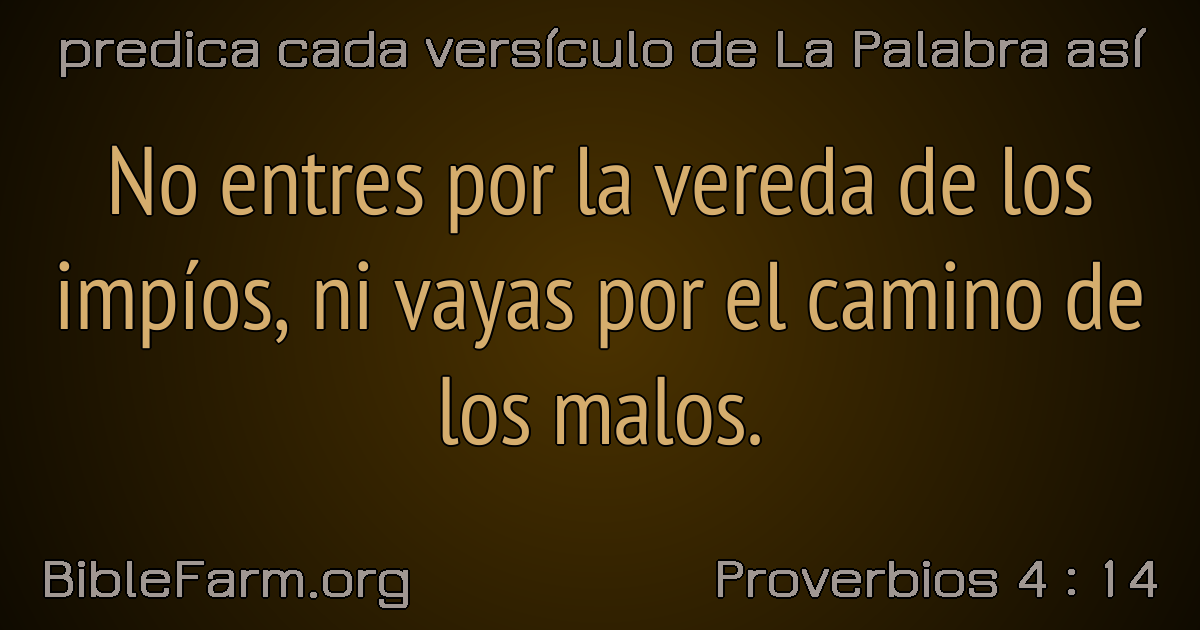 predica cada versículo de La Palabra así
No entres por la vereda de los
impíos, ni vayas por el camino de
los malos.
BibleFarm.org
Proverbios 4 : 14